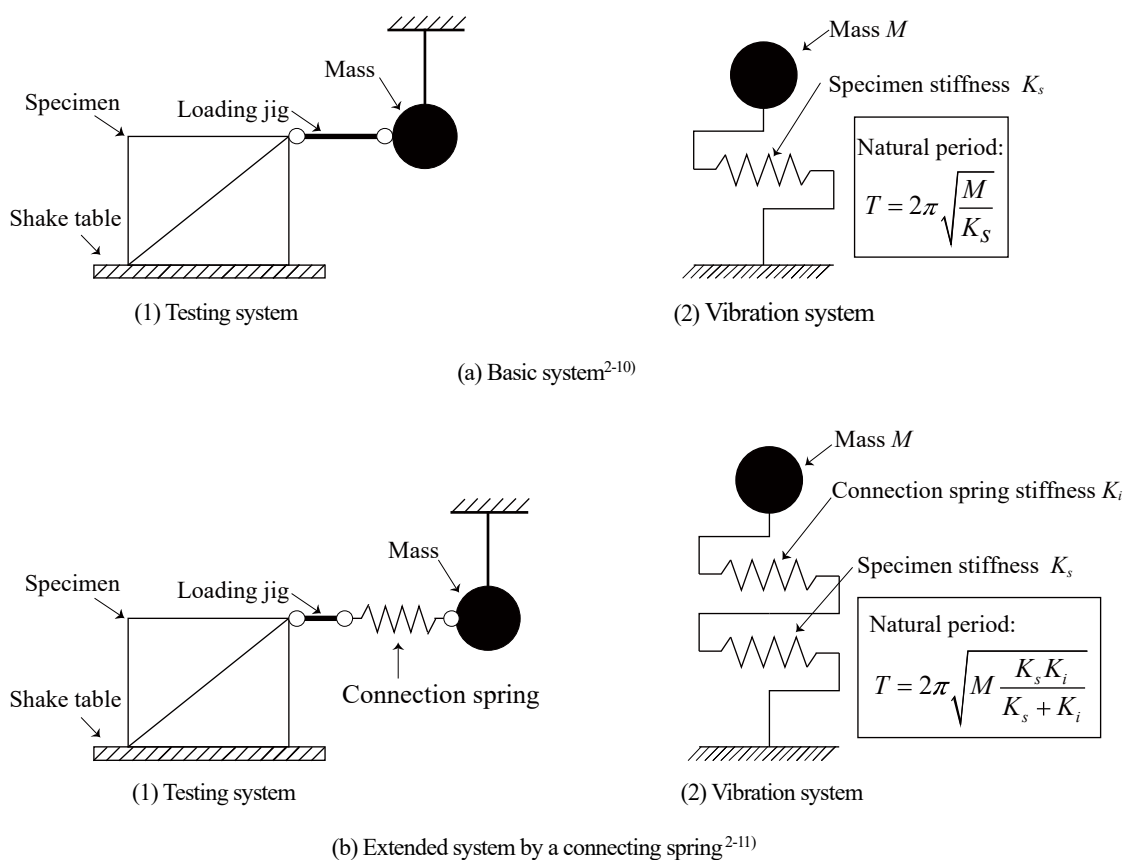 Mass M
Mass
Specimen stiffness K_s
Specimen
Loading jig
Natural period:
T = 2π√(M/K_S)
Shake table
(1) Testing system
(2) Vibration system
(a) Basic system2-10)
Mass M
Connection spring stiffness K_i
Mass
Specimen
Loading jig
Specimen stiffness K_s
Natural period:
T = 2π√(M K_s K_i/(K_s + K_i))
Connection spring
Shake table
(1) Testing system
(2) Vibration system
(b) Extended system by a connecting spring2-11)